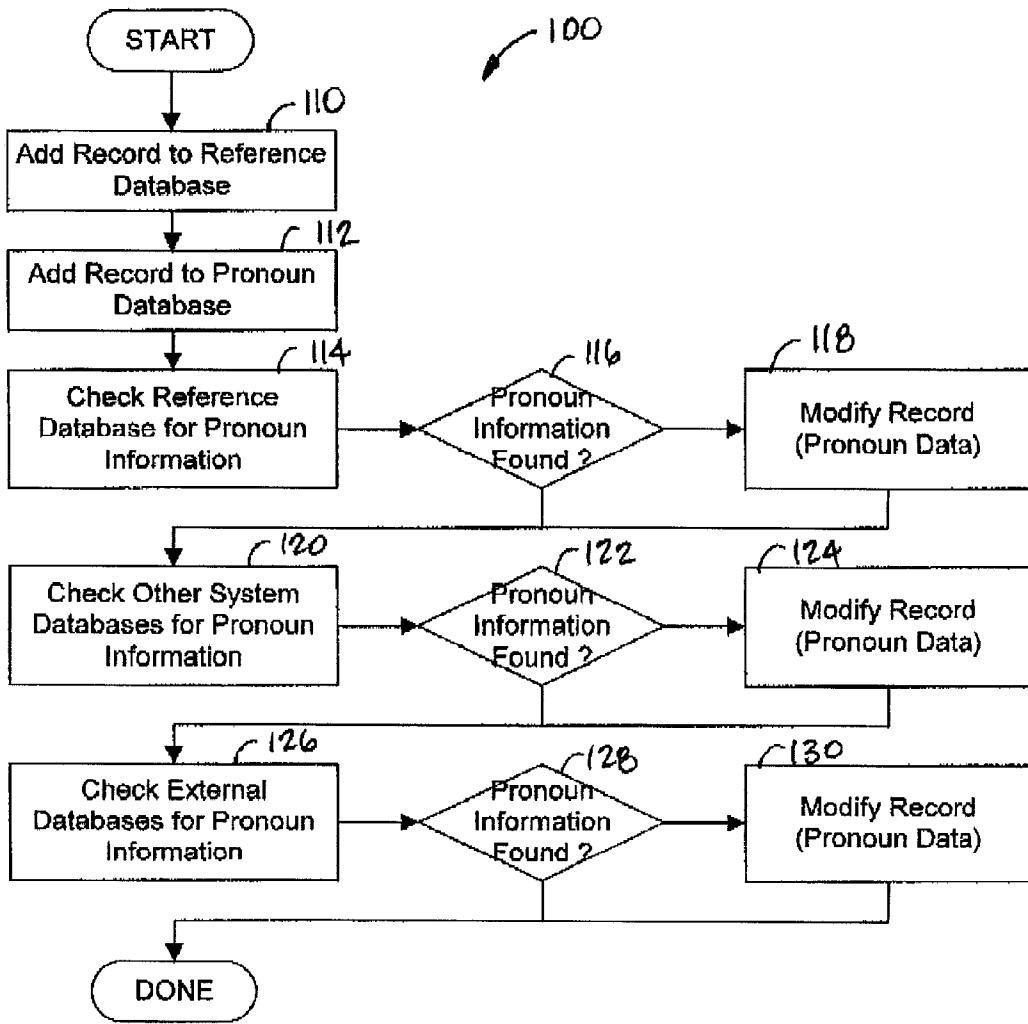 START
100
110
Add Record to Reference
Database
112
Add Record to Pronoun
Database
114
Check Reference
Database for Pronoun
Information
116
Pronoun
Information
Found ?
118
Modify Record
(Pronoun Data)
120
Check Other System
Databases for Pronoun
Information
122
Pronoun
Information
Found ?
124
Modify Record
(Pronoun Data)
126
Check External
Databases for Pronoun
Information
128
Pronoun
Information
Found ?
130
Modify Record
(Pronoun Data)
DONE